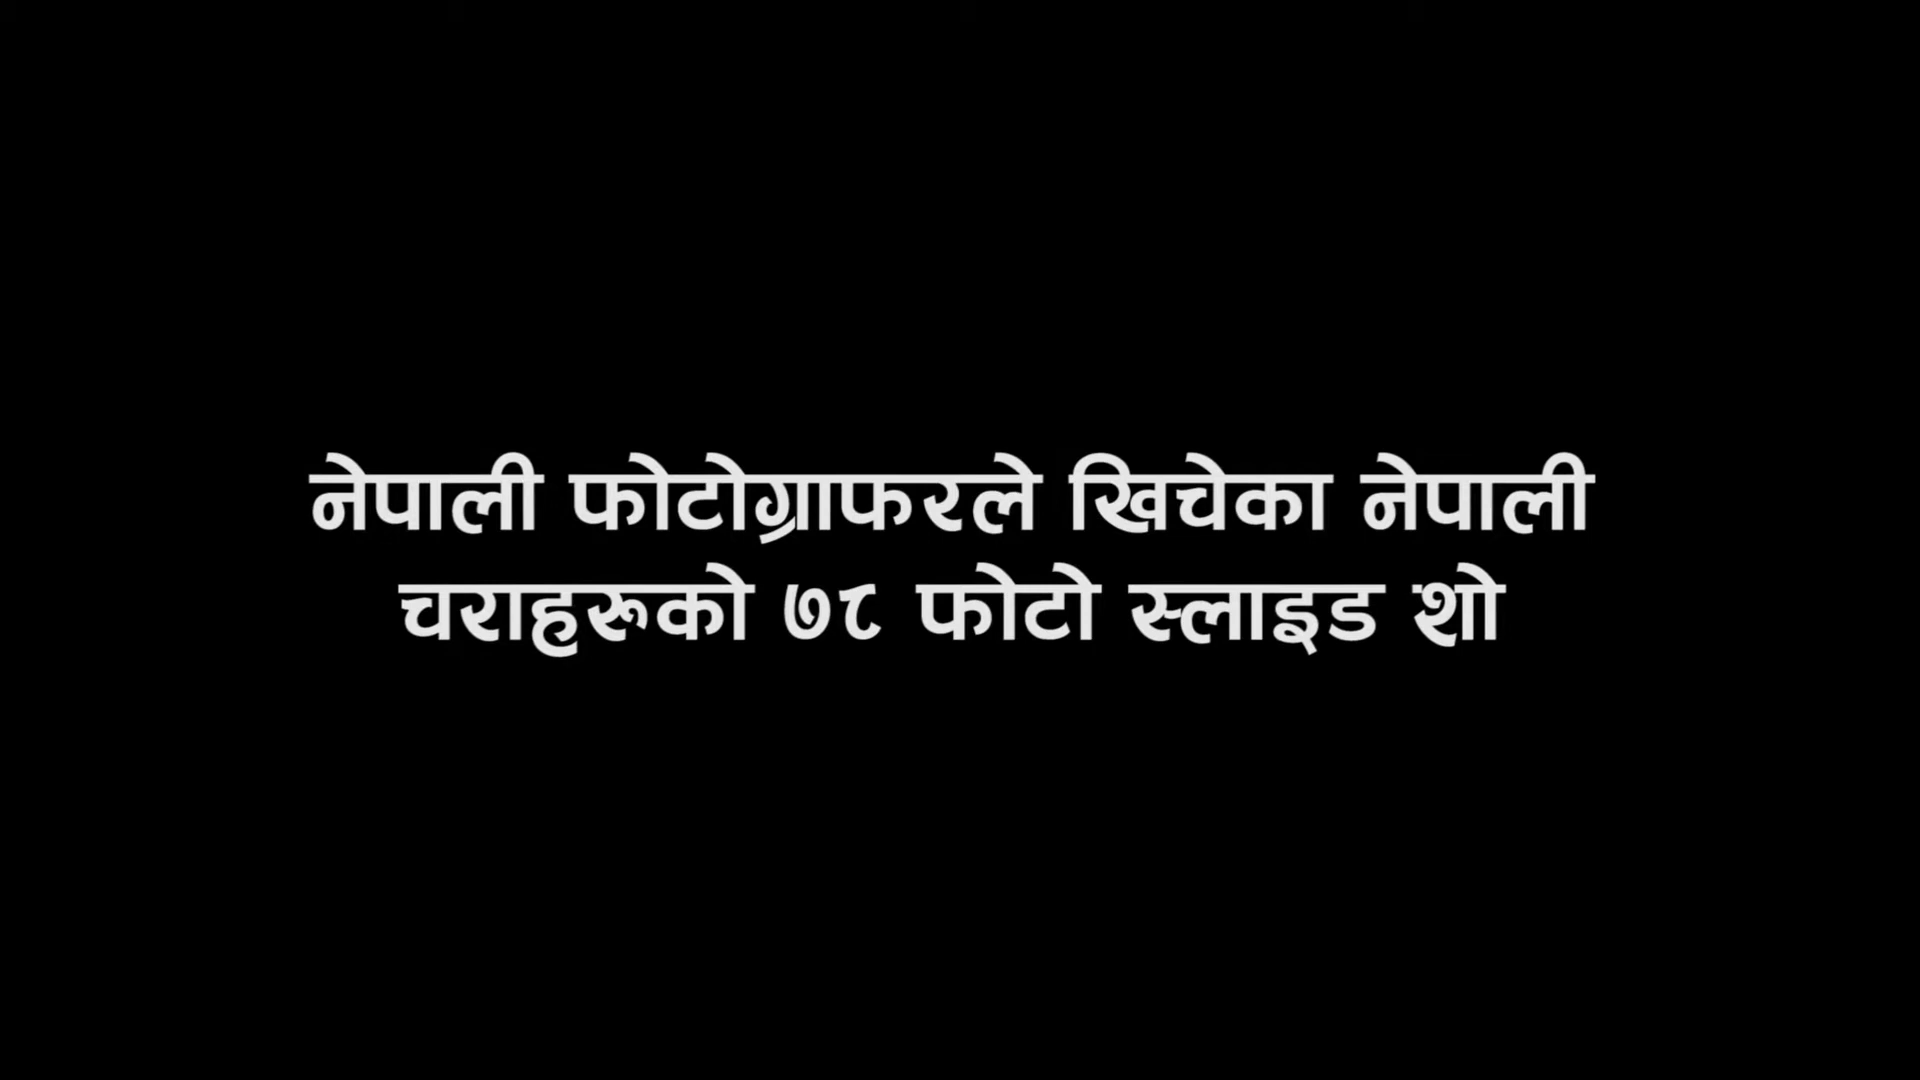 नेपाली फोटोग्राफरले खिचेका नेपाली
चराहरूको ७८ फोटो स्लाइड शो